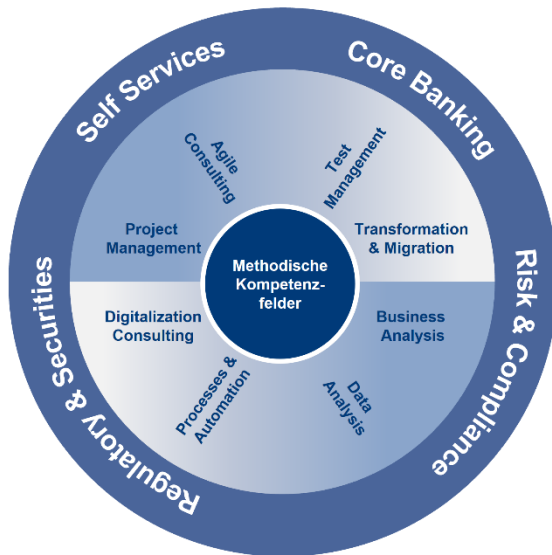 Self Services
Core Banking
Risk & Compliance
Regulatory & Securities
Agile
Consulting
Test
Management
Project
Management
Transformation
& Migration
Methodische
Kompetenz-
felder
Digitalization
Consulting
Business
Analysis
Processes &
Automation
Data
Analysis